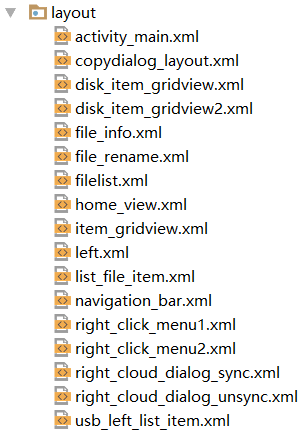 layout
activity_main.xml
copydialog_layout.xml
disk_item_gridview.xml
disk_item_gridview2.xml
file_info.xml
file_rename.xml
filelist.xml
home_view.xml
item_gridview.xml
left.xml
list_file_item.xml
navigation_bar.xml
right_click_menu1.xml
right_click_menu2.xml
right_cloud_dialog_sync.xml
right_cloud_dialog_unsync.xml
usb_left_list_item.xml